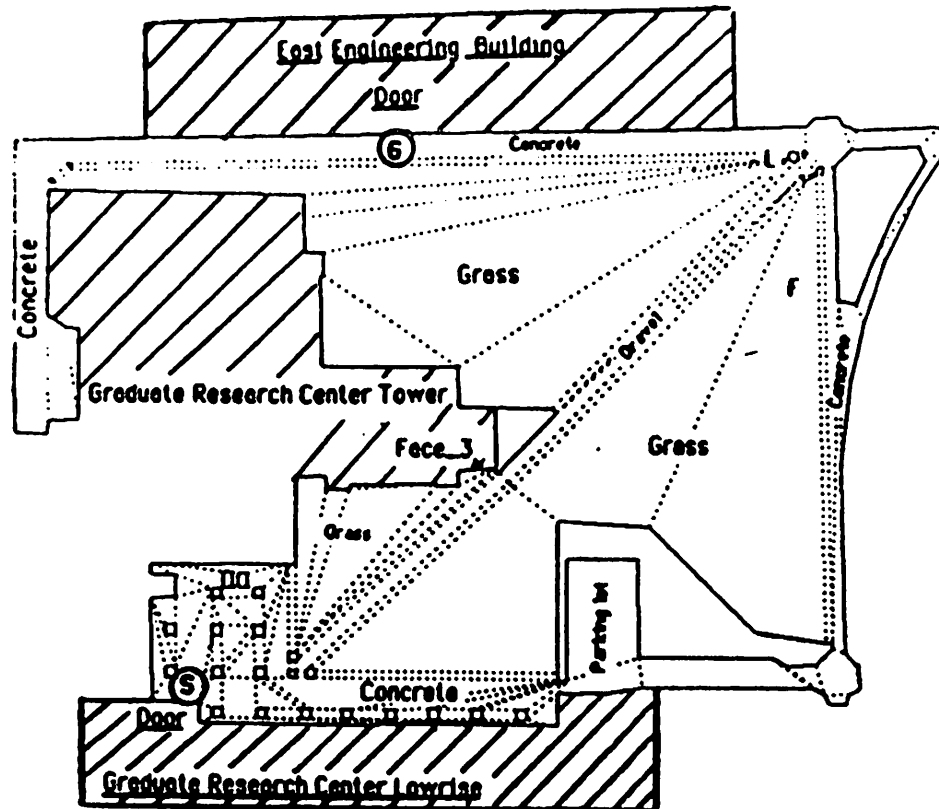 East Engineering Building
Door
G
Concrete
L
Grass
F
Gravel
Concrete
Concrete
Graduate Research Center Tower
Face_3
Grass
Grass
Parking lot
S
Concrete
Door
Graduate Research Center Lowrise